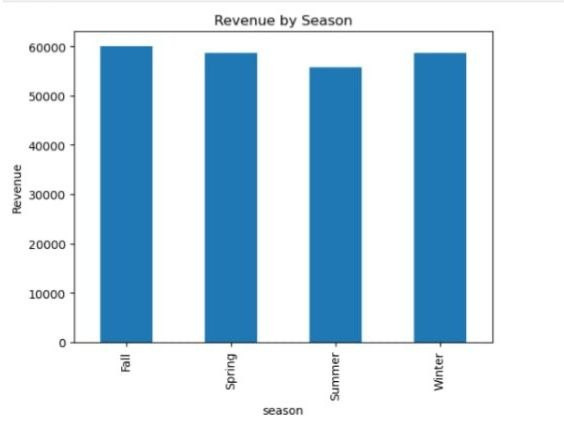 Revenue by Season
60000
50000
40000
30000
20000
10000
0
Revenue
Fall
Spring
Summer
Winter
season